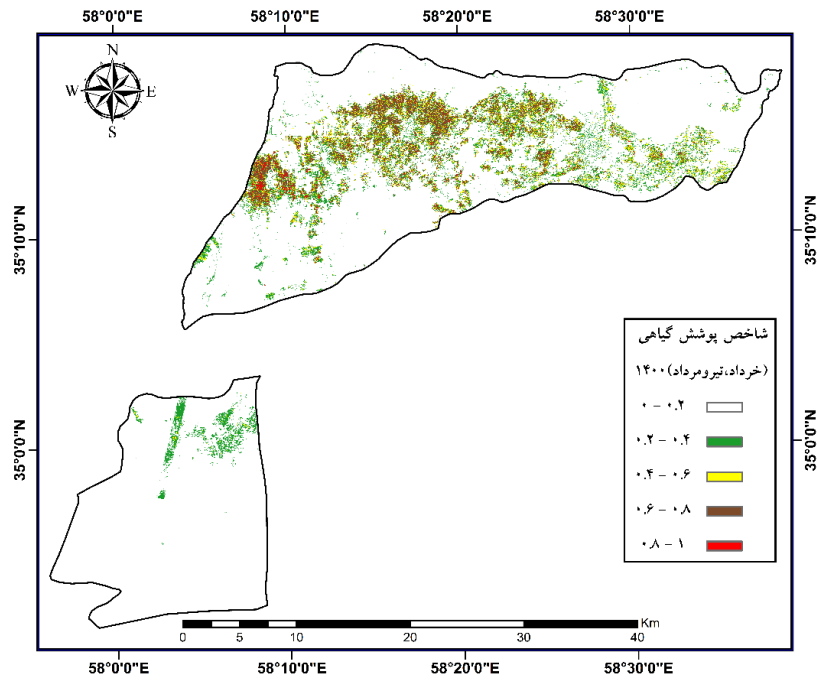 58°0'0"E 58°10'0"E 58°20'0"E 58°30'0"E
N
W E
S
35°10'0"N 35°10'0"N
شاخص پوشش گیاهی
(خرداد،تیرومرداد)۱۴۰۰
۰ - ۰.۲
۰.۲ - ۰.۴
۰.۴ - ۰.۶
۰.۶ - ۰.۸
۰.۸ - ۱
35°0'0"N 35°0'0"N
Km
0 5 10 20 30 40
58°0'0"E 58°10'0"E 58°20'0"E 58°30'0"E